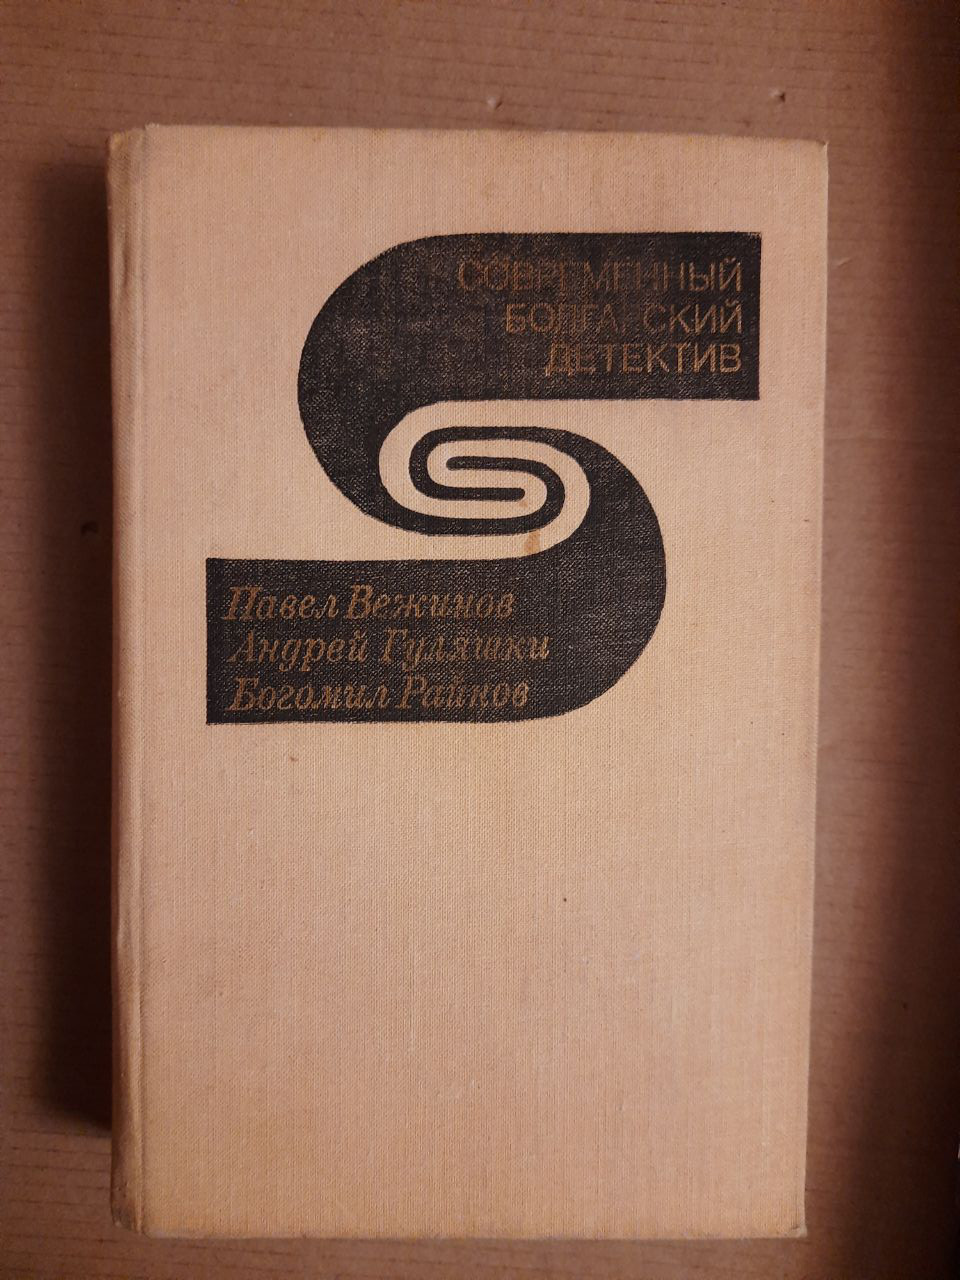 СОВРЕМЕННЫЙ
БОЛГАРСКИЙ
ДЕТЕКТИВ
Павел Вежинов
Андрей Гуляшки
Богомил Райнов